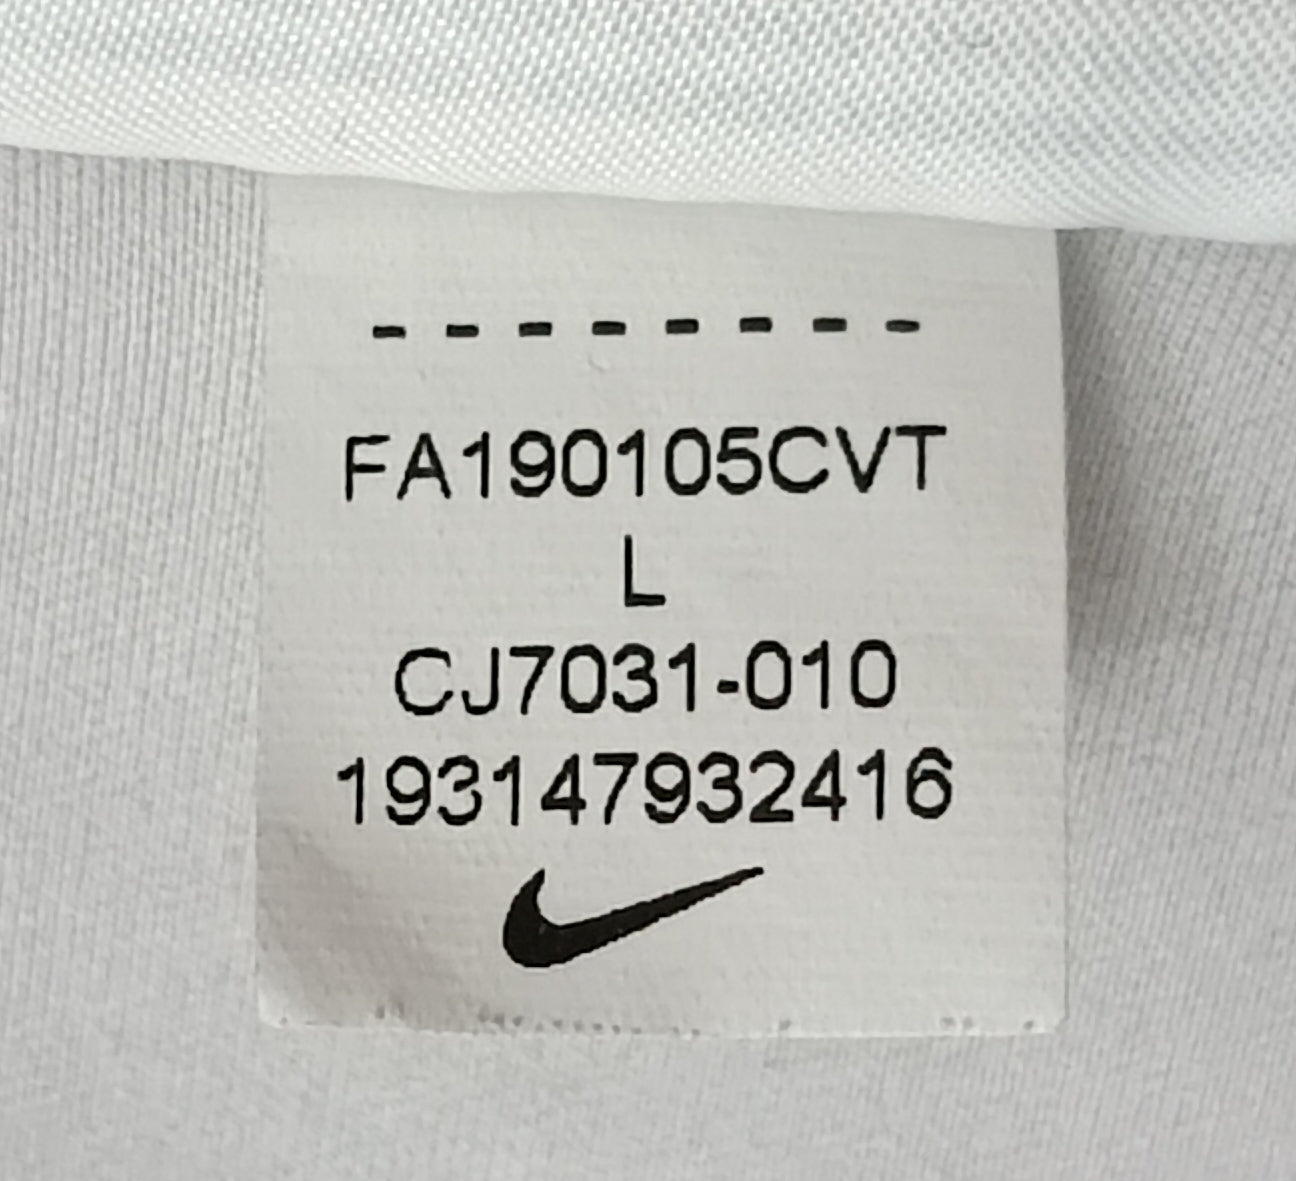 - - - - - - - -
FA190105CVT
L
CJ7031-010
193147932416